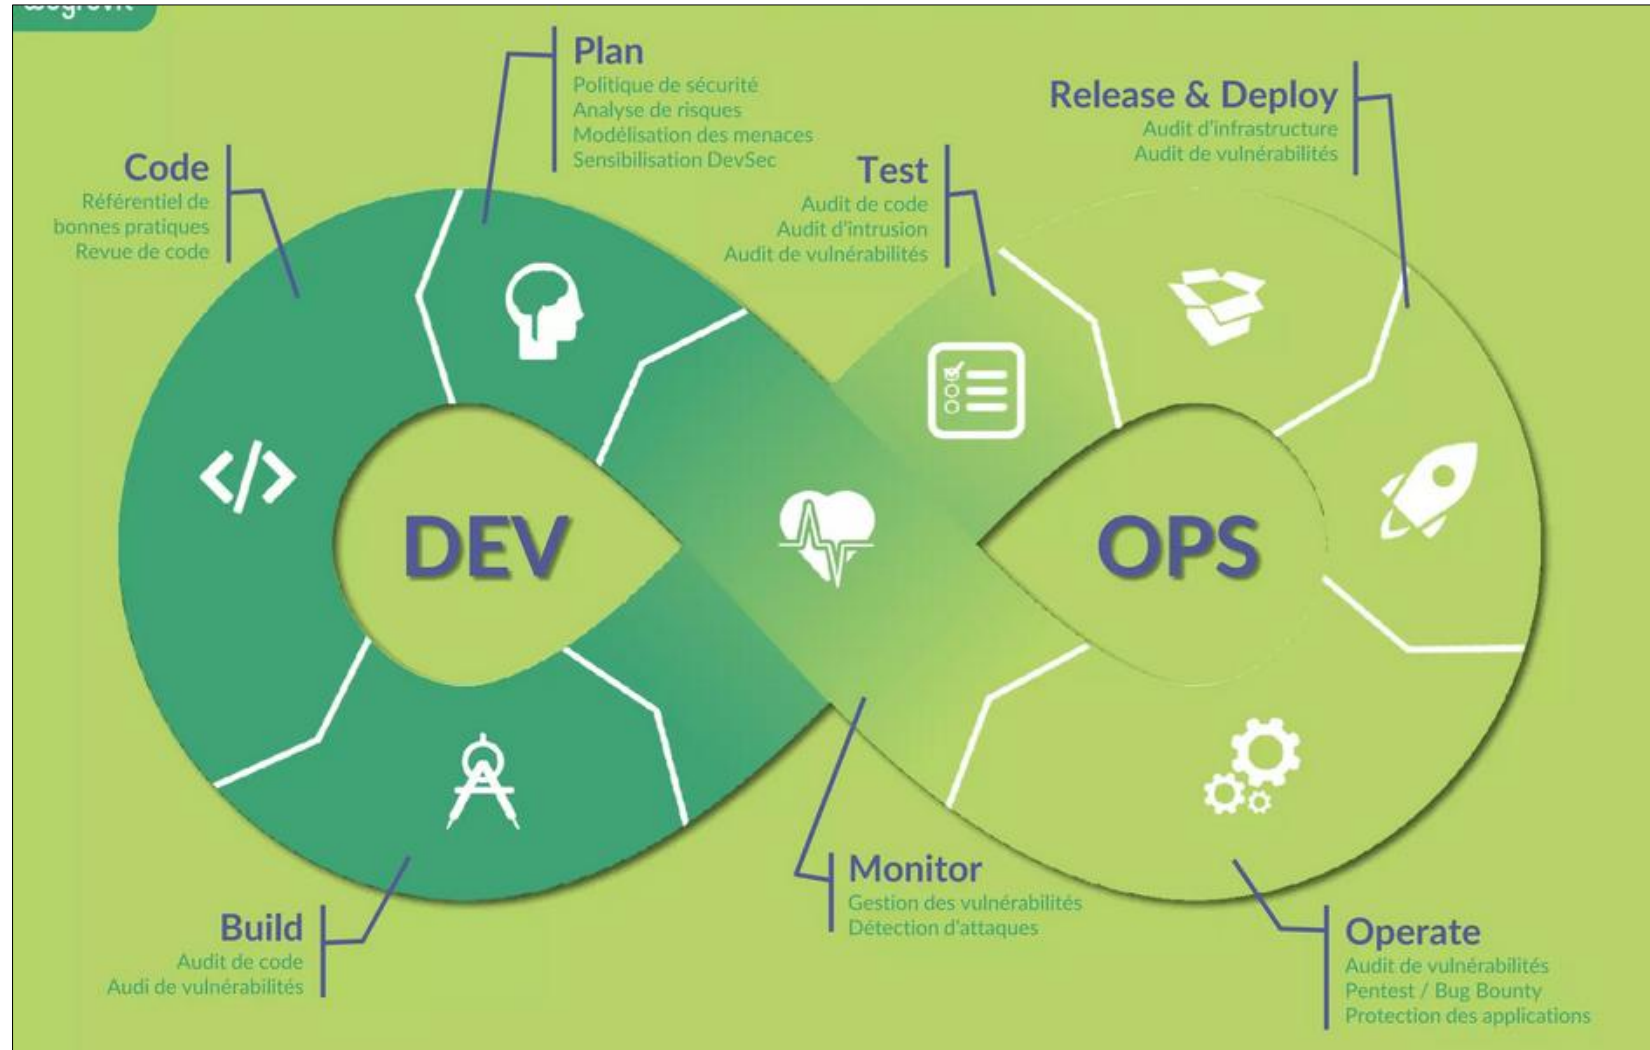 Plan
Politique de sécurité
Analyse de risques
Modélisation des menaces
Sensibilisation DevSec
Release & Deploy
Audit d'infrastructure
Audit de vulnérabilités
Code
Référentiel de
bonnes pratiques
Revue de code
Test
Audit de code
Audit d'intrusion
Audit de vulnérabilités
</>
DEV
OPS
Monitor
Gestion des vulnérabilités
Détection d'attaques
Build
Audit de code
Audi de vulnérabilités
Operate
Audit de vulnérabilités
Pentest / Bug Bounty
Protection des applications